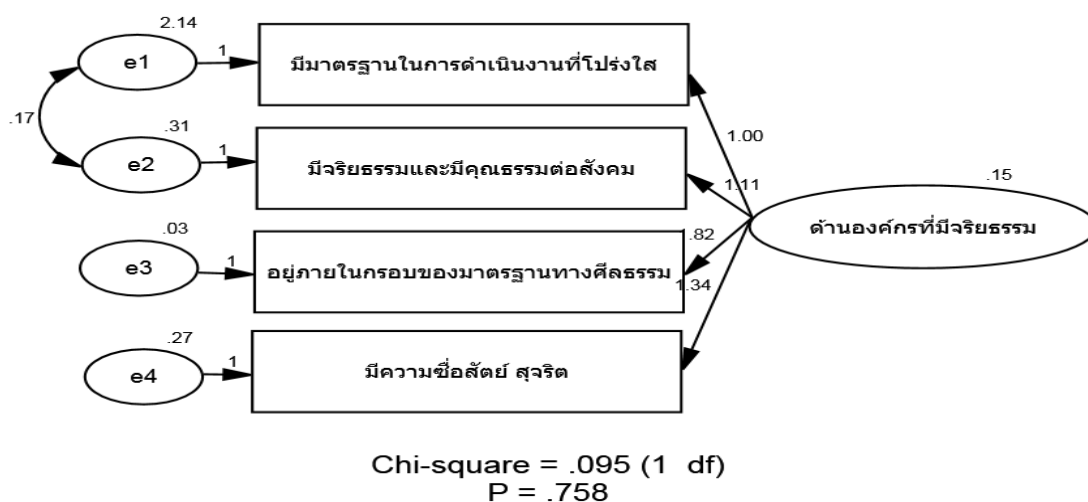 2.14
e1
1
มีมาตรฐานในการดำเนินงานที่โปร่งใส
.17
.31
e2
1
มีจริยธรรมและมีคุณธรรมต่อสังคม
1.00
1.11
.15
ด้านองค์กรที่มีจริยธรรม
.03
e3
1
อยู่ภายในกรอบของมาตรฐานทางศีลธรรม
.82
1.34
.27
e4
1
มีความซื่อสัตย์ สุจริต
Chi-square = .095 (1 df)
P = .758